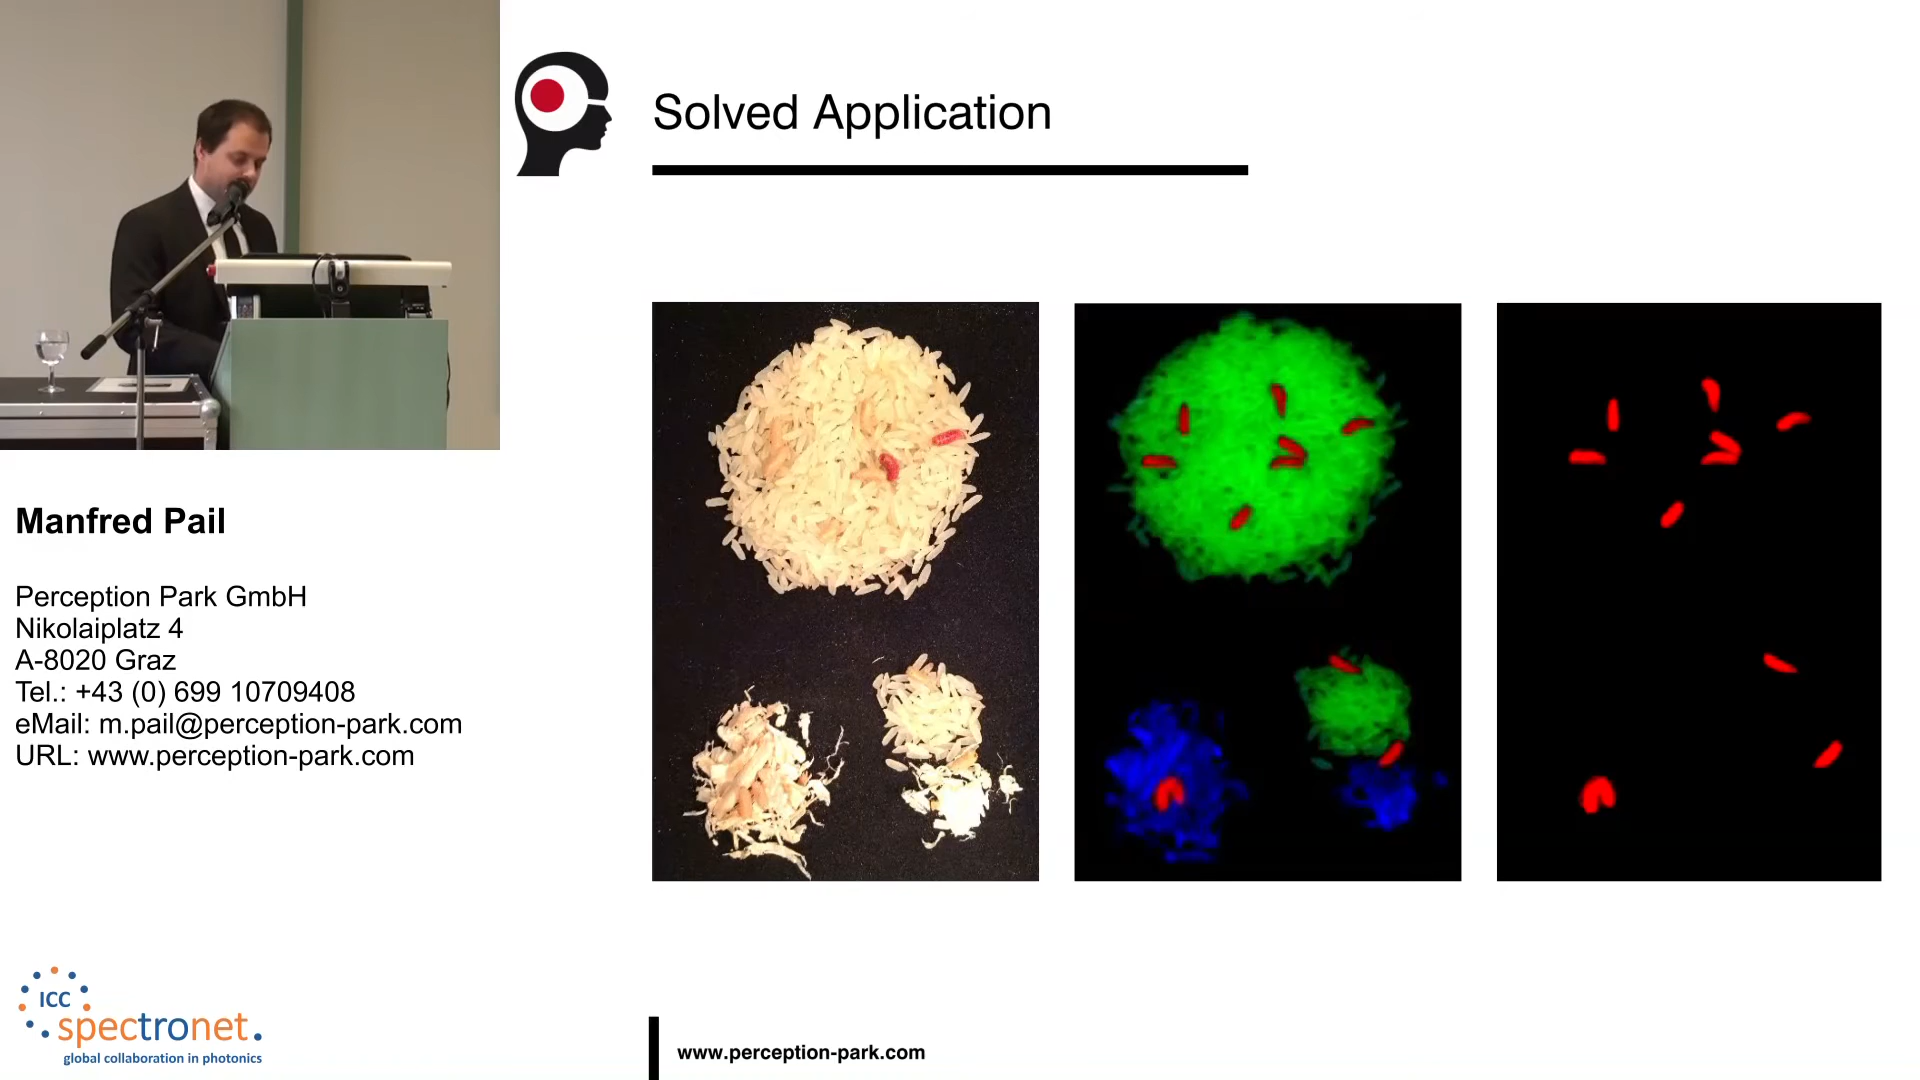 Solved Application
Manfred Pail
Perception Park GmbH
Nikolaiplatz 4
A-8020 Graz
Tel.: +43 (0) 699 10709408
eMail: m.pail@perception-park.com
URL: www.perception-park.com
ICC
spectronet.
global collaboration in photonics
www.perception-park.com